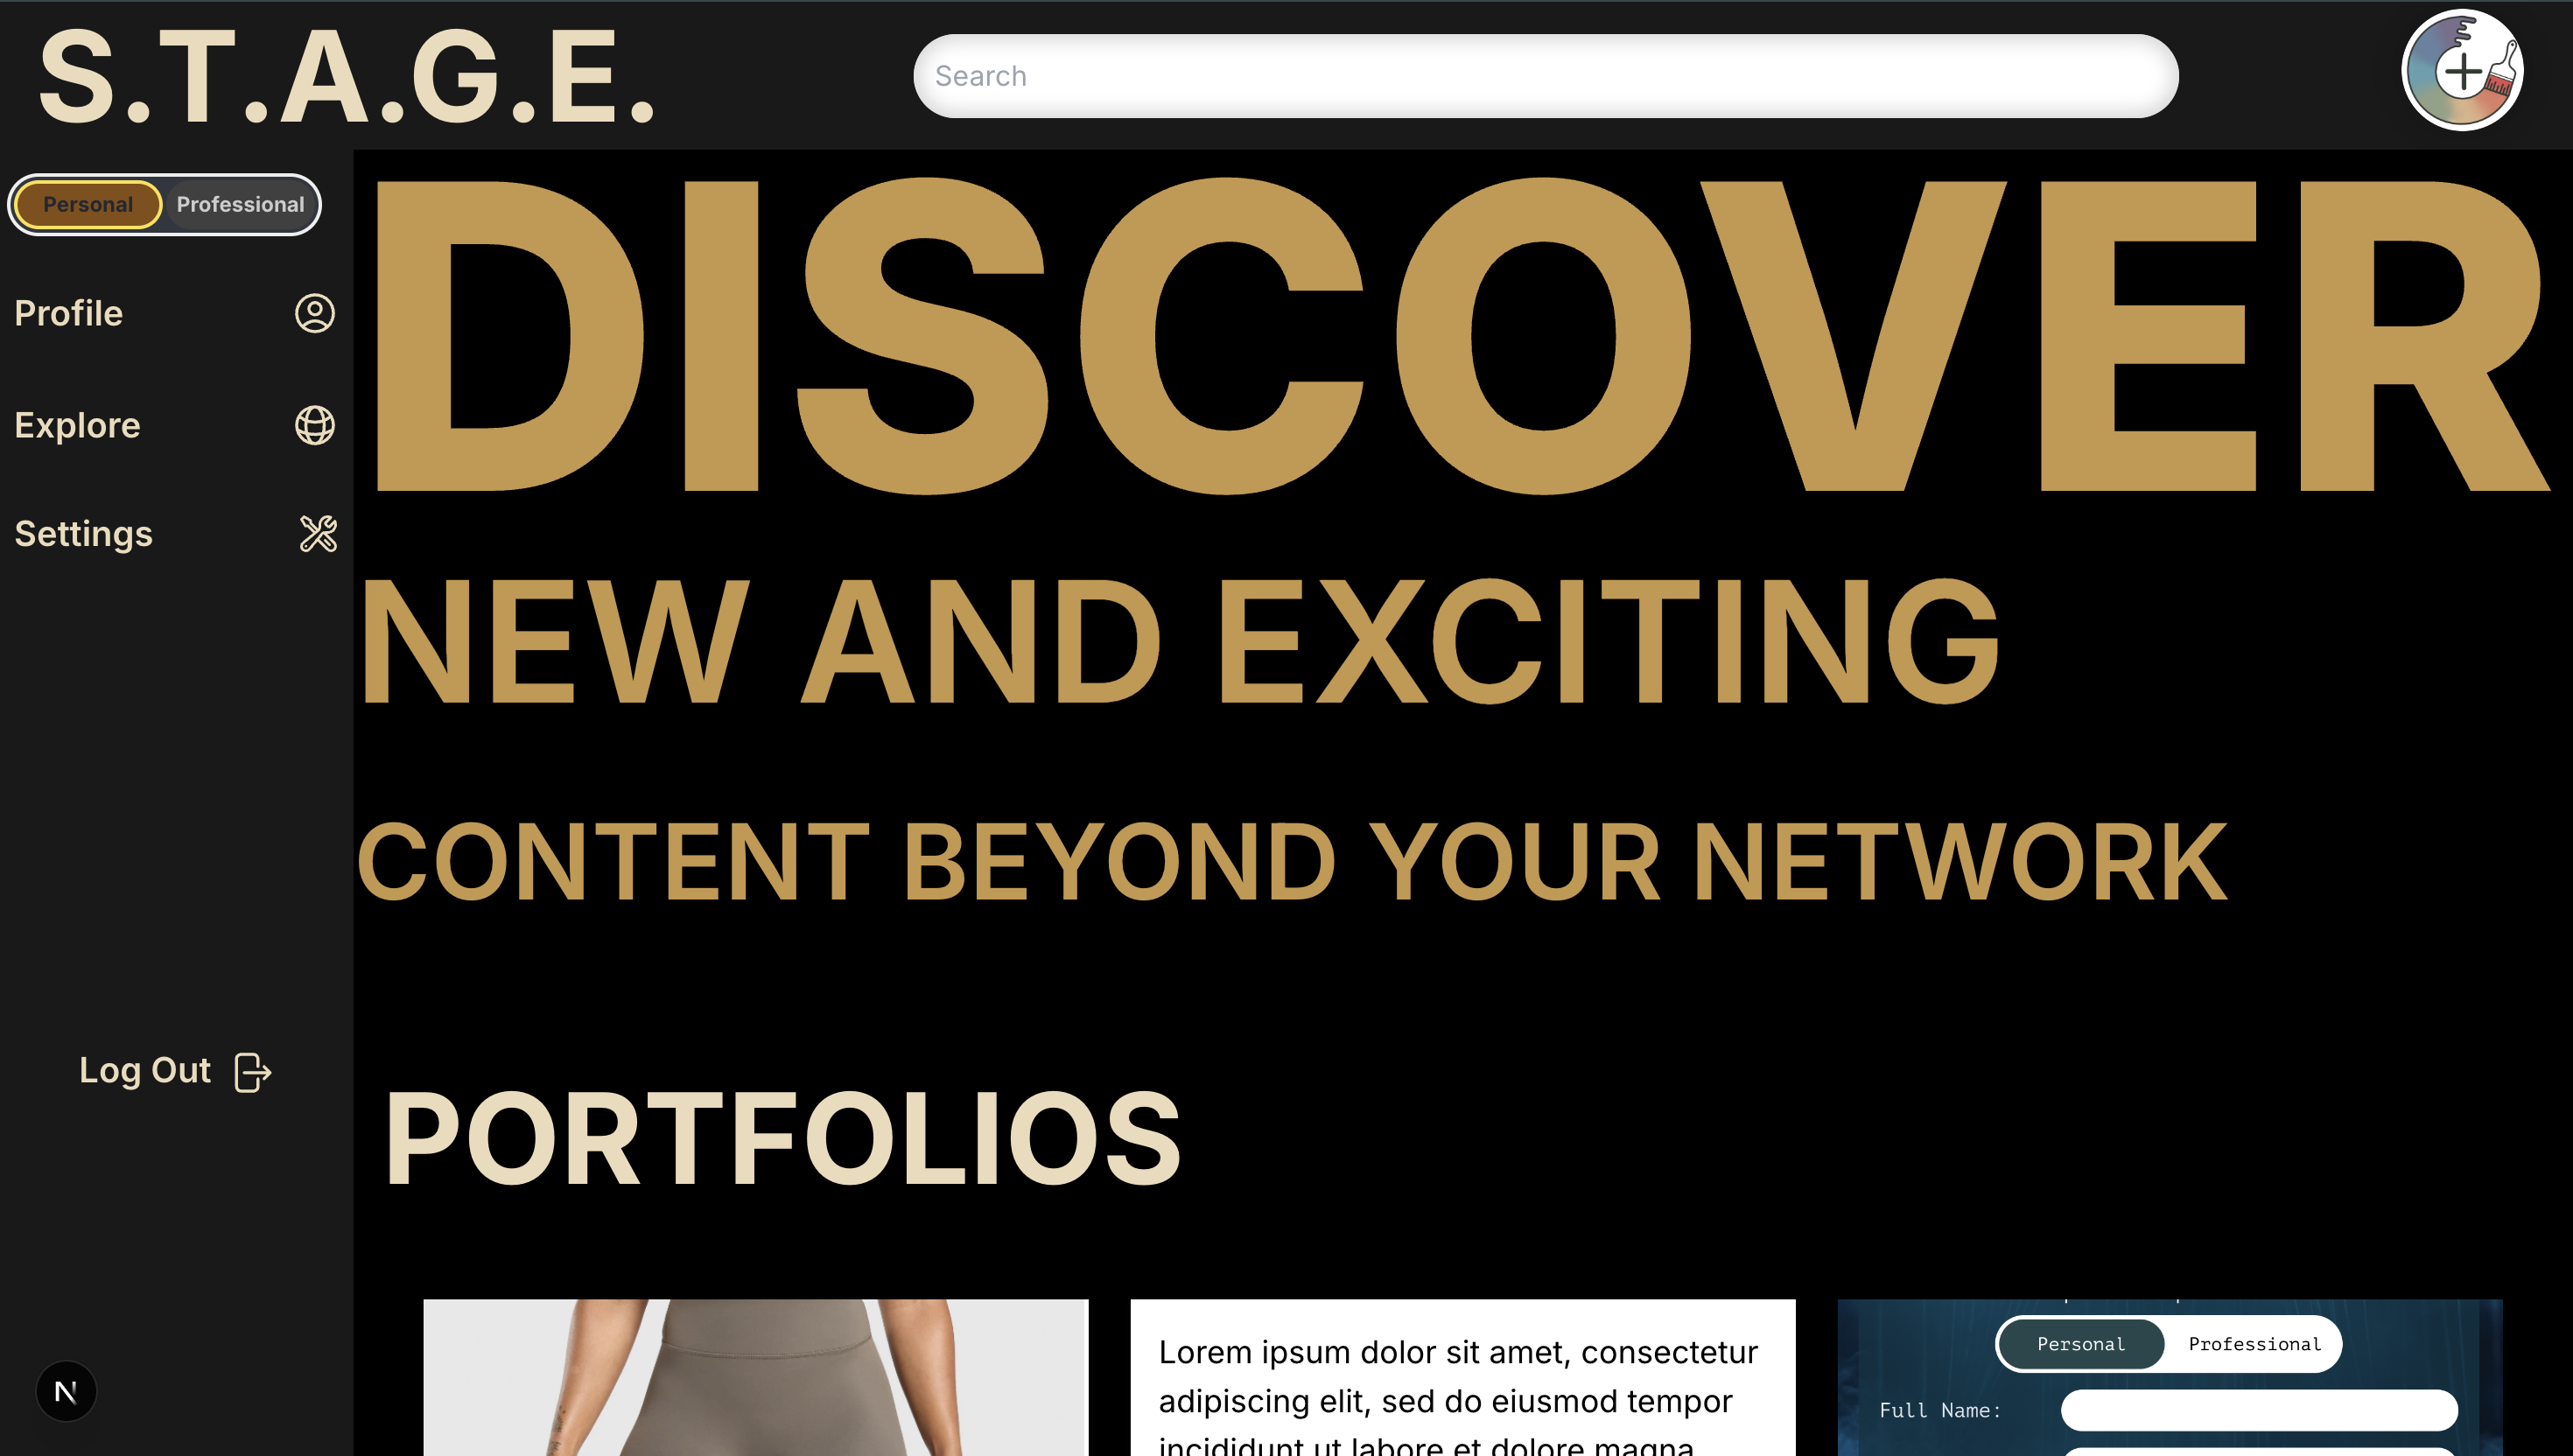 S.T.A.G.E.
Search
Personal
Professional
Profile
Explore
Settings
Log Out
N
DISCOVER
NEW AND EXCITING
CONTENT BEYOND YOUR NETWORK
PORTFOLIOS
Lorem ipsum dolor sit amet, consectetur
adipiscing elit, sed do eiusmod tempor
incididunt ut labore et dolore magna
Personal
Professional
Full Name: